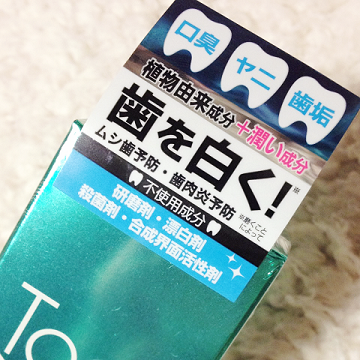 口臭 ヤニ 歯垢
植物由来成分+潤い成分
歯を白く!※
ムシ歯予防・歯肉炎予防
※磨くこと
によって
不使用成分
研磨剤・漂白剤
殺菌剤・合成界面活性剤
To